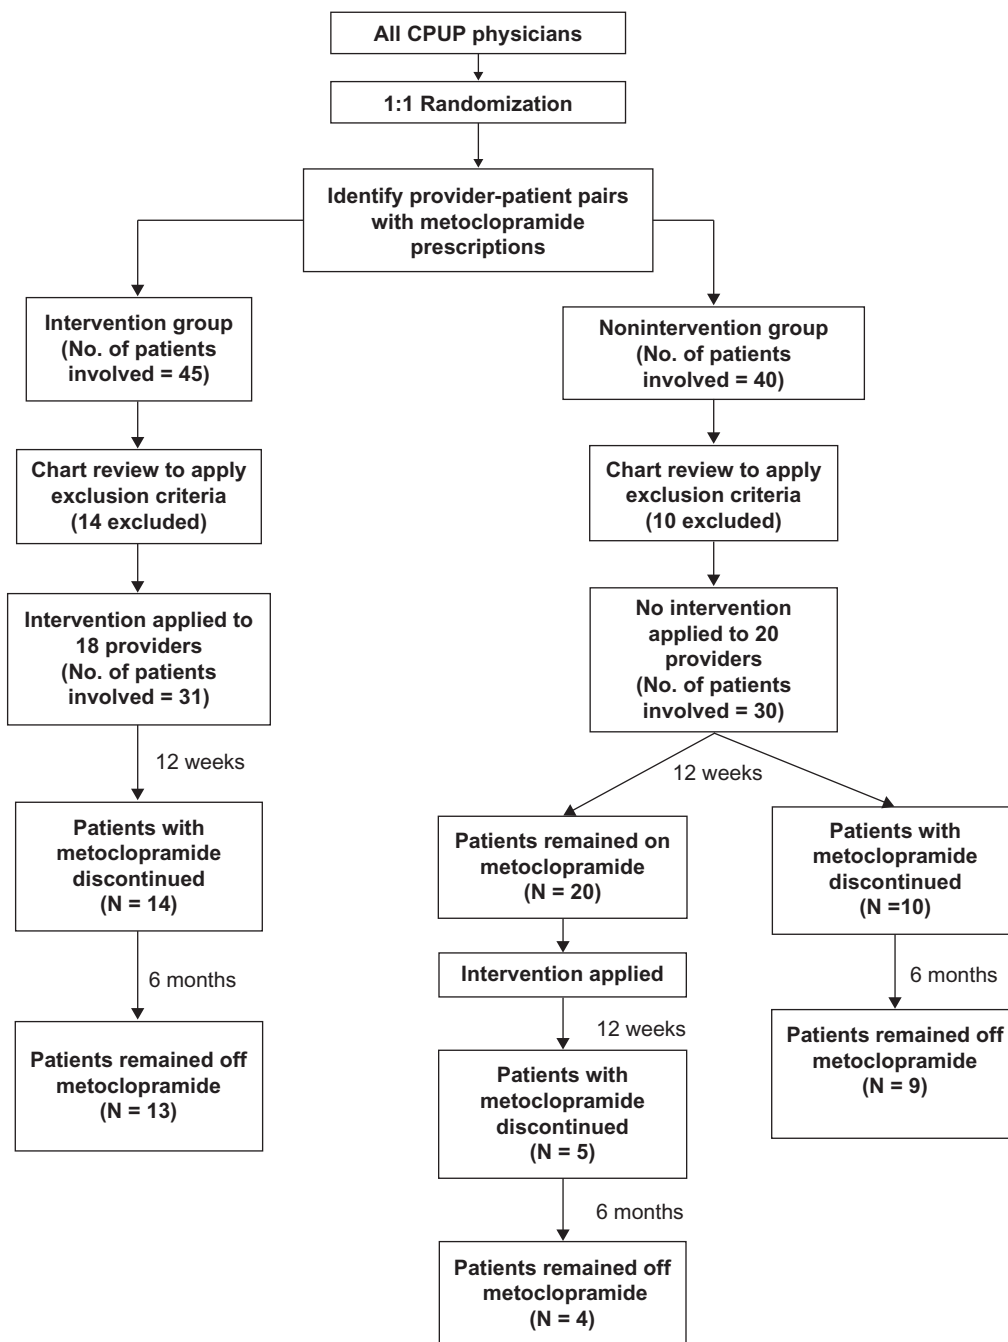 All CPUP physicians
1:1 Randomization
Identify provider-patient pairs
with metoclopramide
prescriptions
Intervention group
(No. of patients
involved = 45)
Chart review to apply
exclusion criteria
(14 excluded)
Intervention applied to
18 providers
(No. of patients
involved = 31)
12 weeks
Patients with
metoclopramide
discontinued
(N = 14)
6 months
Patients remained off
metoclopramide
(N = 13)
Nonintervention group
(No. of patients
involved = 40)
Chart review to apply
exclusion criteria
(10 excluded)
No intervention
applied to 20
providers
(No. of patients
involved = 30)
12 weeks
Patients remained on
metoclopramide
(N = 20)
Intervention applied
12 weeks
Patients with
metoclopramide
discontinued
(N = 5)
6 months
Patients remained off
metoclopramide
(N = 4)
Patients with
metoclopramide
discontinued
(N =10)
6 months
Patients remained off
metoclopramide
(N = 9)